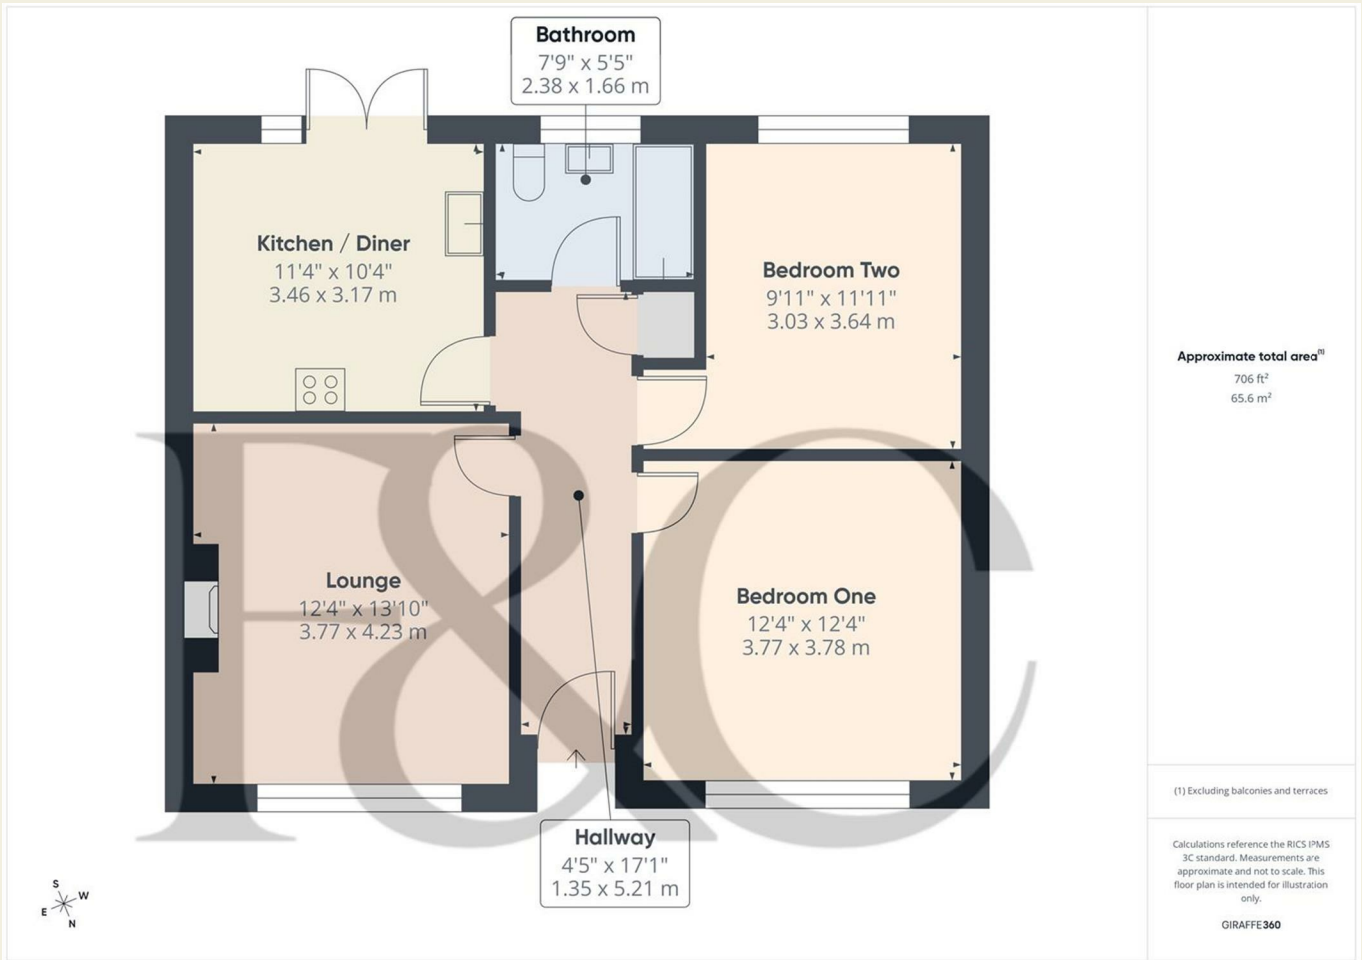 Bathroom
7'9" x 5'5"
2.38 x 1.66 m
Kitchen / Diner
11'4" x 10'4"
3.46 x 3.17 m
Bedroom Two
9'11" x 11'11"
3.03 x 3.64 m
Lounge
12'4" x 13'10"
3.77 x 4.23 m
Bedroom One
12'4" x 12'4"
3.77 x 3.78 m
Hallway
4'5" x 17'1"
1.35 x 5.21 m
F&C
S
W
E
N
Approximate total area(1)
706 ft²
65.6 m²
(1) Excluding balconies and terraces
Calculations reference the RICS IPMS
3C standard. Measurements are
approximate and not to scale. This
floor plan is intended for illustration
only.
GIRAFFE360